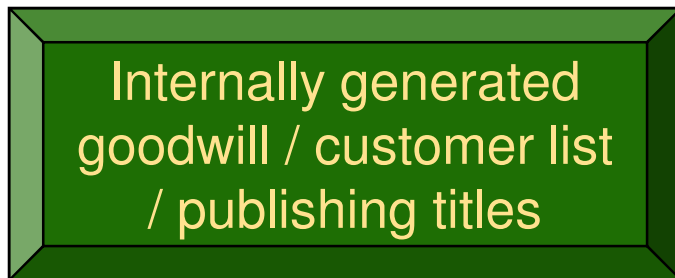 Internally generated
goodwill / customer list
/ publishing titles